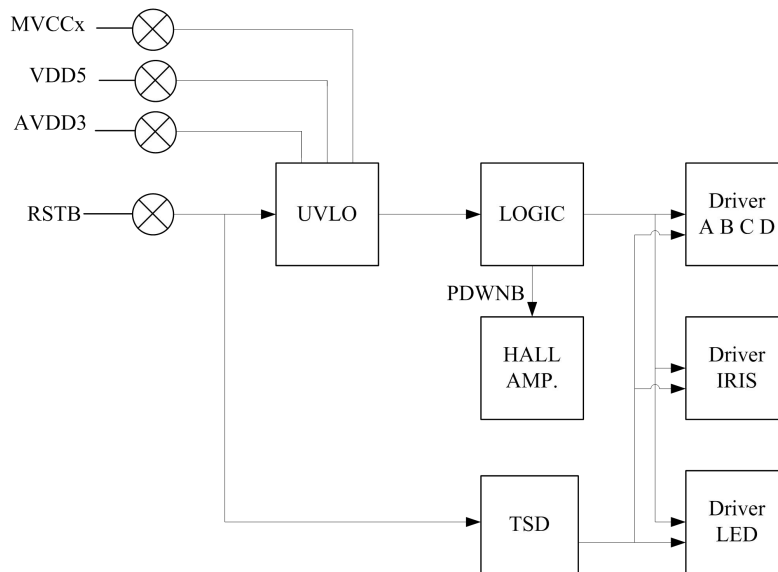 MVCCx
VDD5
AVDD3
RSTB
UVLO
LOGIC
Driver
A B C D
PDWNB
HALL
AMP.
Driver
IRIS
TSD
Driver
LED